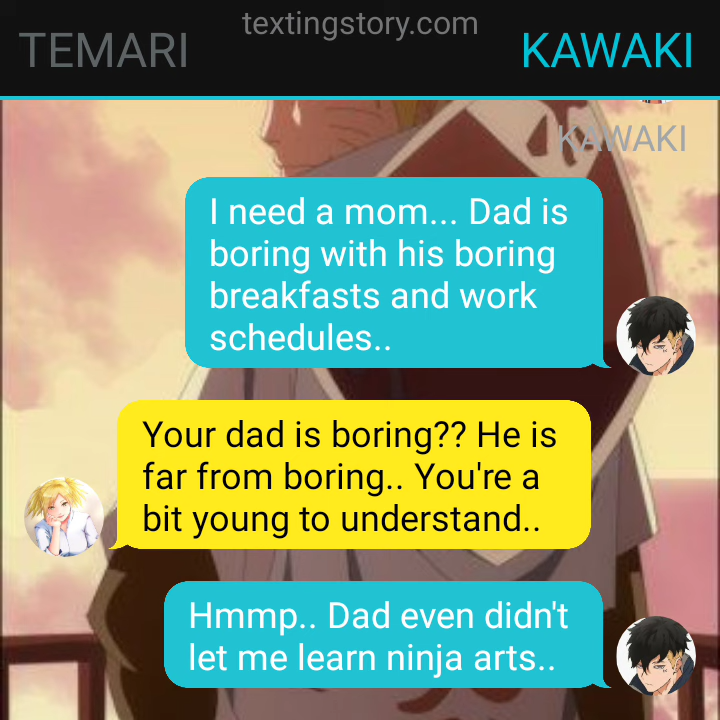 textingstory.com
TEMARI
KAWAKI
KAWAKI
I need a mom... Dad is
boring with his boring
breakfasts and work
schedules..
Your dad is boring?? He is
far from boring.. You're a
bit young to understand..
Hmmp.. Dad even didn't
let me learn ninja arts..